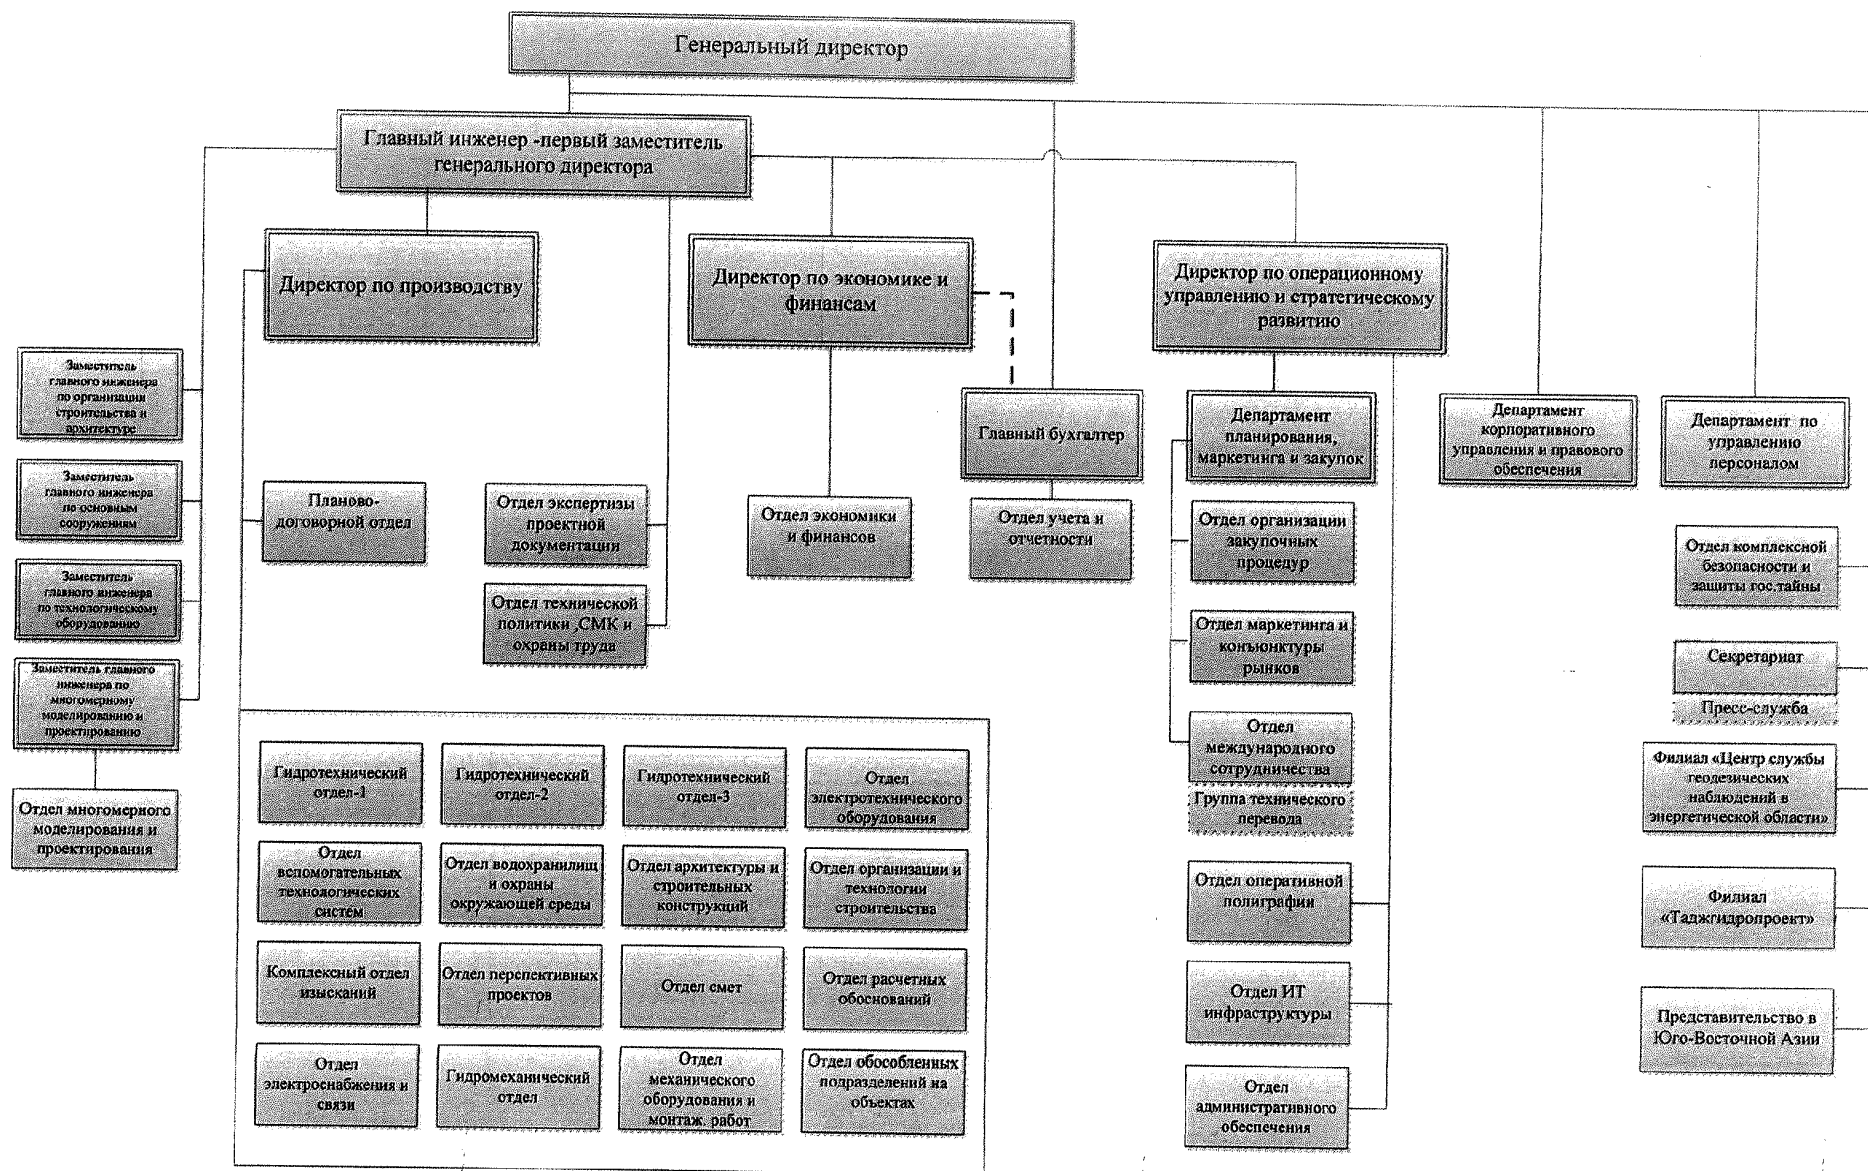 Генеральный директор
Главный инженер -первый заместитель
генерального директора
Директор по производству
Директор по экономике и
финансам
Директор по операционному
управлению и стратегическому
развитию
Заместитель
главного инженера
по организации
строительства и
архитектуре
Заместитель
главного инженера
по основным
сооружениям
Заместитель
главного инженера
по технологическому
оборудованию
Заместитель главного
инженера по
многомерному
моделированию и
проектированию
Отдел многомерного
моделирования и
проектирования
Планово-
договорной отдел
Отдел экспертизы
проектной
документации
Отдел технической
политики ,СМК и
охраны труда
Отдел экономики
и финансов
Главный бухгалтер
Отдел учета и
отчетности
Департамент
планирования,
маркетинга и закупок
Отдел организации
закупочных
процедур
Отдел маркетинга и
конъюнктуры
рынков
Отдел
международного
сотрудничества
Группа технического
перевода
Отдел оперативной
полиграфии
Отдел ИТ
инфраструктуры
Отдел
административного
обеспечения
Департамент
корпоративного
управления и правового
обеспечения
Департамент по
управлению
персоналом
Отдел комплексной
безопасности и
защиты гос.тайны
Секретариат
Пресс-служба
Филиал «Центр службы
геодезических
наблюдений в
энергетической области»
Филиал
«Таджгидропроект»
Представительство в
Юго-Восточной Азии
Гидротехнический
отдел-1
Гидротехнический
отдел-2
Гидротехнический
отдел-3
Отдел
электротехнического
оборудования
Отдел
вспомогательных
технологических
систем
Отдел водохранилищ
и охраны
окружающей среды
Отдел архитектуры и
строительных
конструкций
Отдел организации и
технологии
строительства
Комплексный отдел
изысканий
Отдел перспективных
проектов
Отдел смет
Отдел расчетных
обоснований
Отдел
электроснабжения и
связи
Гидромеханический
отдел
Отдел
механического
оборудования и
монтаж. работ
Отдел обособленных
подразделений на
объектах